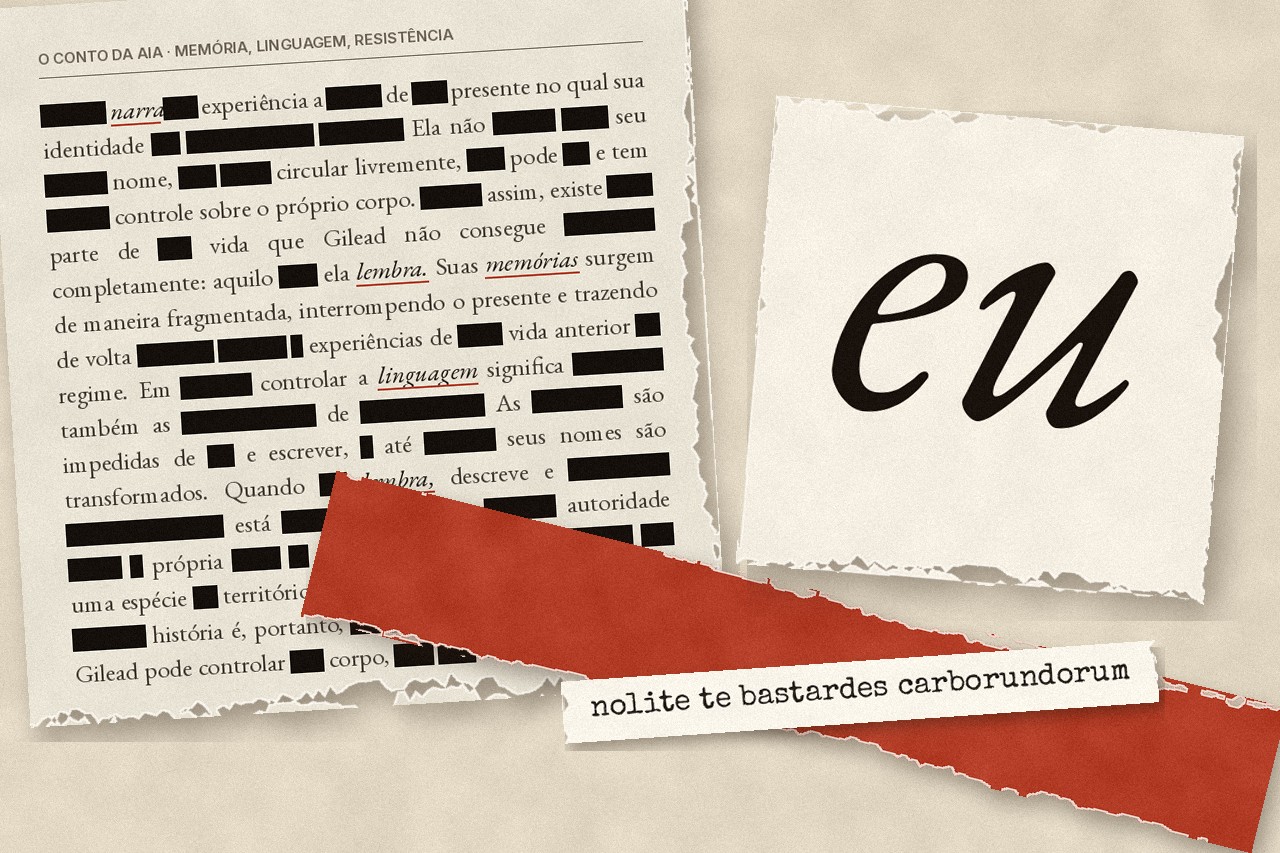 O CONTO DA AIA · MEMÓRIA, LINGUAGEM, RESISTÊNCIA
narra experiência a de presente no qual sua
identidade Ela não seu
nome, circular livremente, pode e tem
controle sobre o próprio corpo. assim, existe
parte de vida que Gilead não consegue
completamente: aquilo ela lembra. Suas memórias surgem
de maneira fragmentada, interrompendo o presente e trazendo
de volta experiências de vida anterior
regime. Em controlar a linguagem significa
também as de As são
impedidas de e escrever, até seus nomes são
transformados. Quando lembra, descreve e
está autoridade
própria
uma espécie
história é, portanto,
Gilead pode controlar corpo,
eu
nolite te bastardes carborundorum